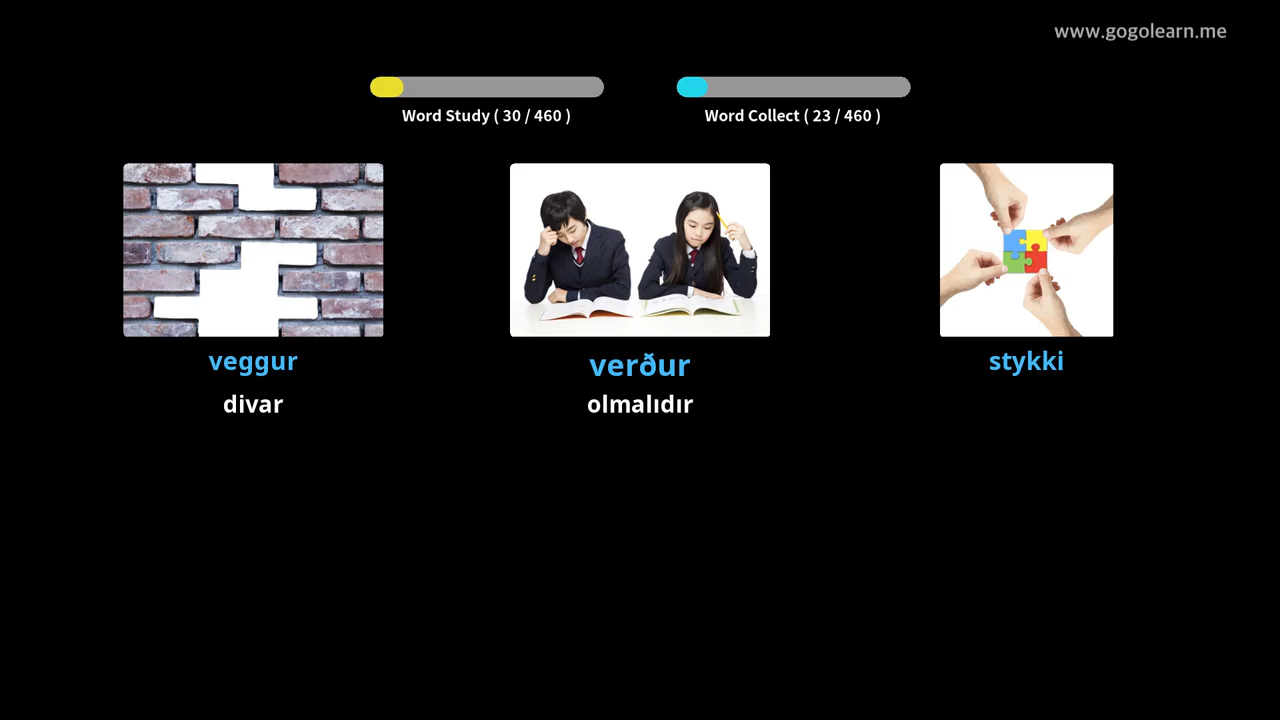 www.gogolearn.me
Word Study ( 30 / 460 )
Word Collect ( 23 / 460 )
veggur
verður
stykki
divar
olmalıdır